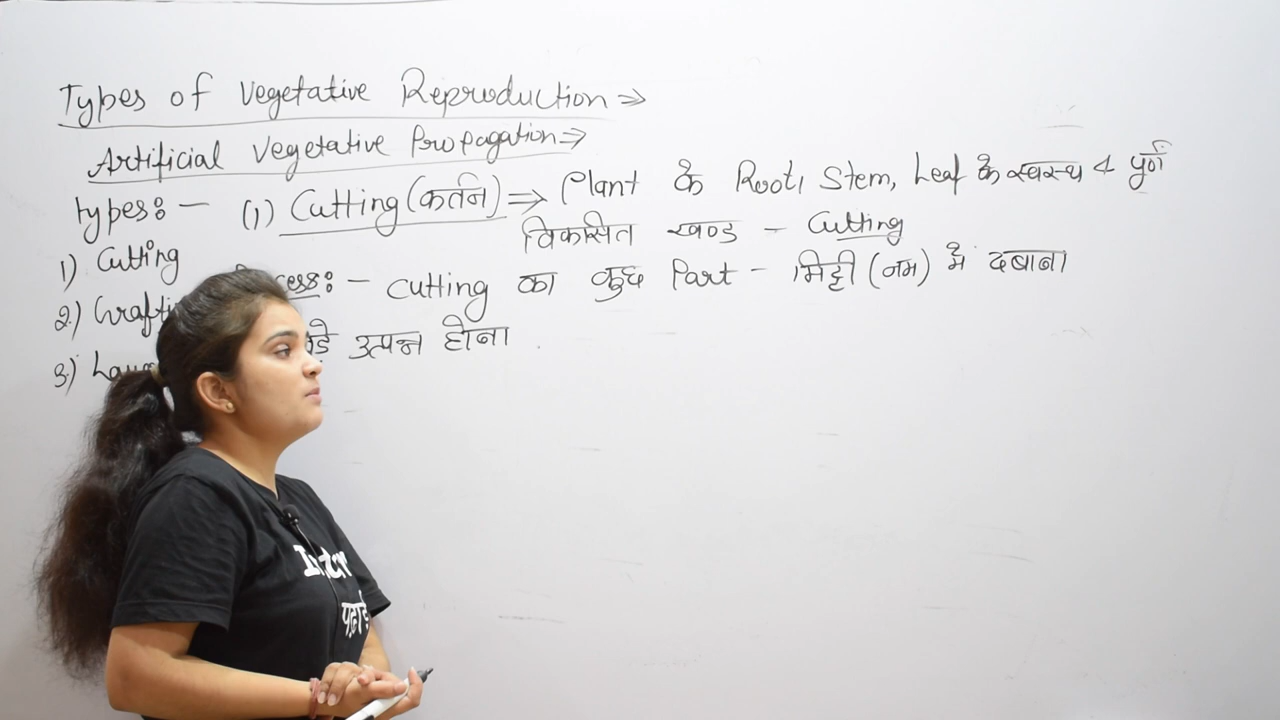 Types of Vegetative Reproduction ⇒
Artificial Vegetative Propagation ⇒
Types: - (1) Cutting (कर्तन) ⇒ Plant के Root, Stem, Leaf के स्वस्थ & पूर्ण
विकसित खण्ड - Cutting
1) Cutting
- Cutting का कुछ Part - मिट्टी (नम) में दबाना
2)
उत्पन्न होना
3)